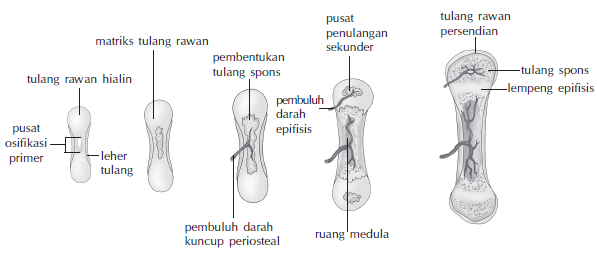 tulang rawan hialin
pusat
osifikasi
primer
leher
tulang
matriks tulang rawan
pembentukan
tulang spons
pembuluh darah
kuncup periosteal
pusat
penulangan
sekunder
pembuluh
darah
epifisis
ruang medula
tulang rawan
persendian
tulang spons
lempeng epifisis